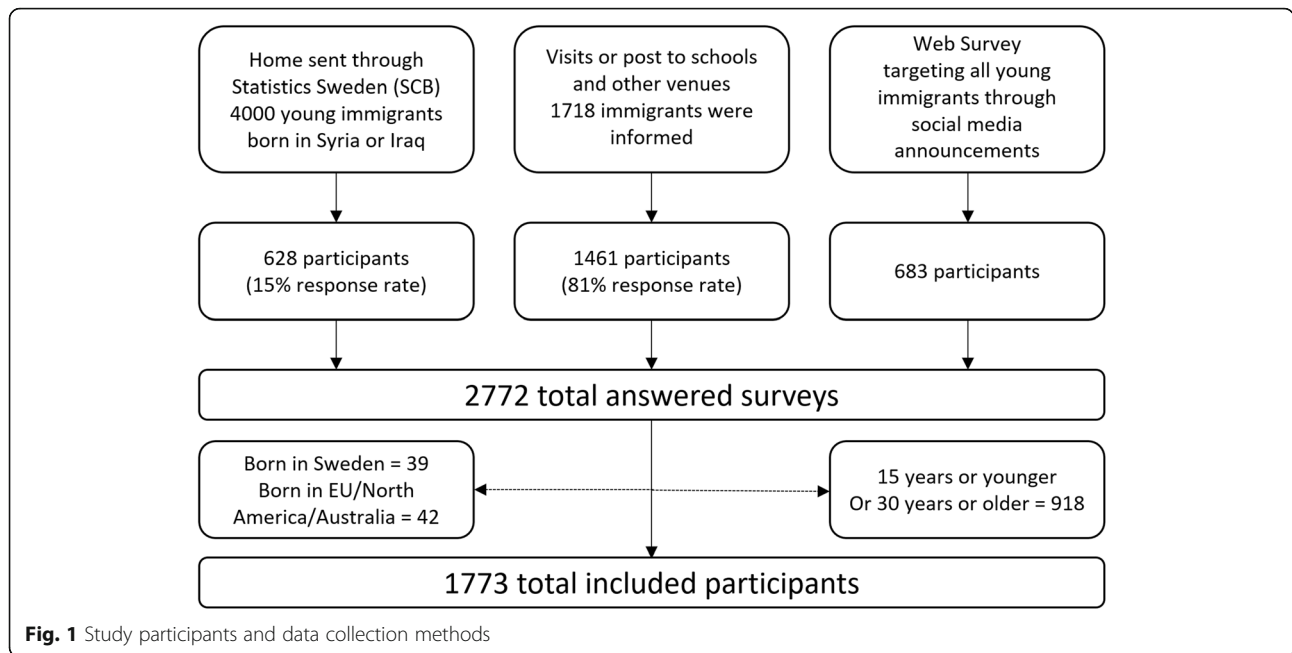 Home sent through
Statistics Sweden (SCB)
4000 young immigrants
born in Syria or Iraq
Visits or post to schools
and other venues
1718 immigrants were
informed
Web Survey
targeting all young
immigrants through
social media
announcements
628 participants
(15% response rate)
1461 participants
(81% response rate)
683 participants
2772 total answered surveys
Born in Sweden = 39
Born in EU/North
America/Australia = 42
15 years or younger
Or 30 years or older = 918
1773 total included participants
Fig. 1 Study participants and data collection methods